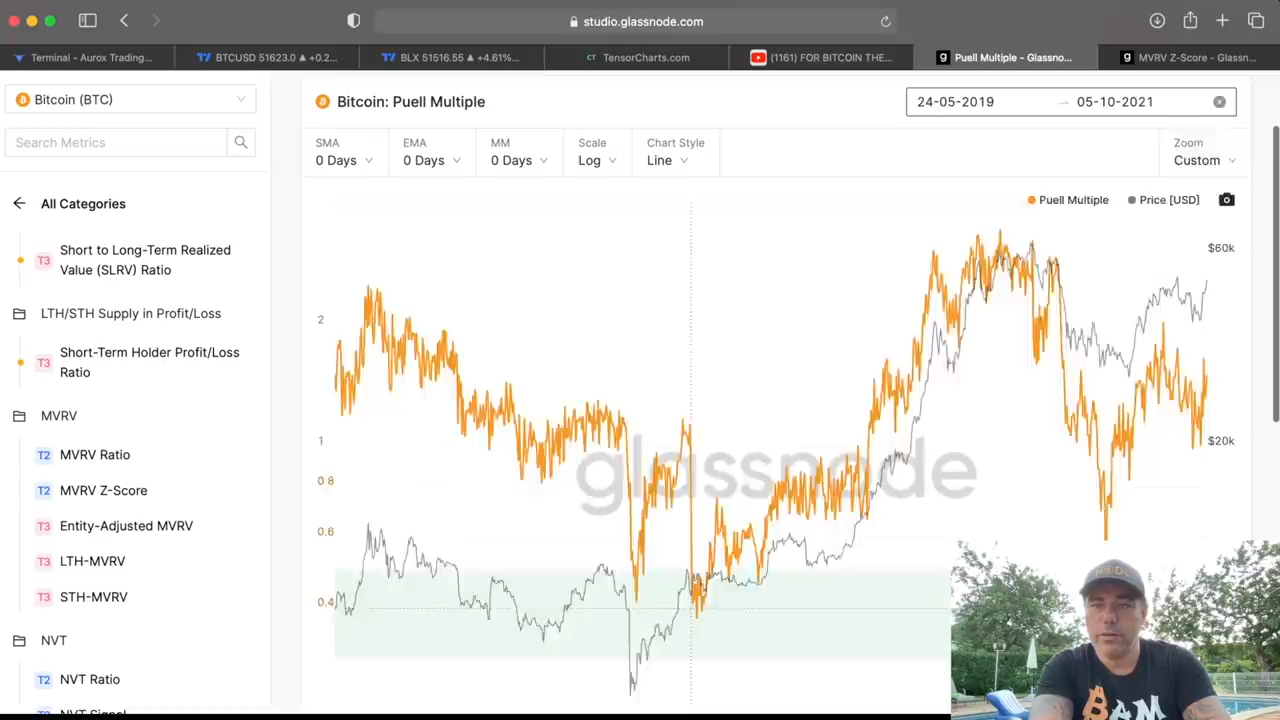 studio.glassnode.com
Terminal - Aurox Trading...
BTCUSD 51623.0 ▲ +0.2...
BLX 51516.55 ▲ +4.61%...
CT TensorCharts.com
(1161) FOR BITCOIN THE...
g Puell Multiple - Glassno...
g MVRV Z-Score - Glassn...
Bitcoin (BTC)
Search Metrics
All Categories
T3 Short to Long-Term Realized
Value (SLRV) Ratio
LTH/STH Supply in Profit/Loss
T3 Short-Term Holder Profit/Loss
Ratio
MVRV
T2 MVRV Ratio
T2 MVRV Z-Score
T3 Entity-Adjusted MVRV
T3 LTH-MVRV
T3 STH-MVRV
NVT
T2 NVT Ratio
NVT Signal
Bitcoin: Puell Multiple
24-05-2019 → 05-10-2021
SMA
0 Days
EMA
0 Days
MM
0 Days
Scale
Log
Chart Style
Line
Zoom
Custom
Puell Multiple
Price [USD]
$60k
2
1
$20k
0.8
0.6
0.4
glassnode
HODL
BAM